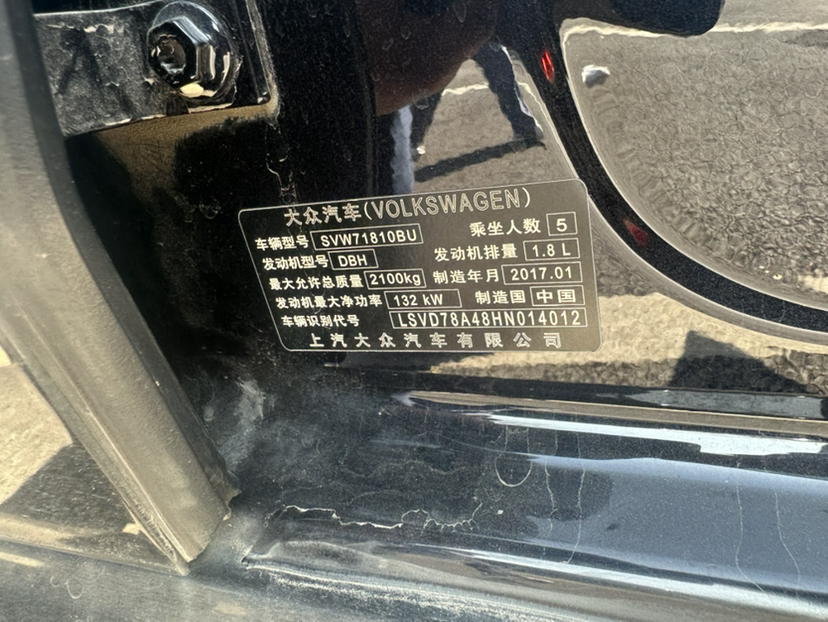 大众汽车(VOLKSWAGEN)
车辆型号 SVW71810BU 乘坐人数 5
发动机型号 DBH 发动机排量 1.8 L
最大允许总质量 2100kg 制造年月 2017.01
发动机最大净功率 132 kW 制造国 中国
车辆识别代号 LSVD78A48HN014012
上汽大众汽车有限公司